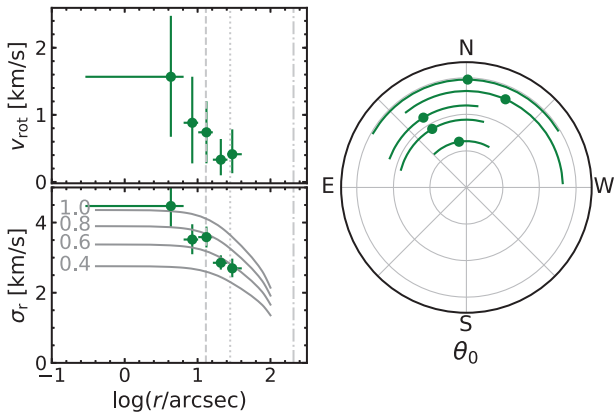 v_rot [km/s]
2
1
0
σ_r [km/s]
4
2
0
1.0
0.8
0.6
0.4
−1
0
1
2
log(r/arcsec)
N
E
W
S
θ_0